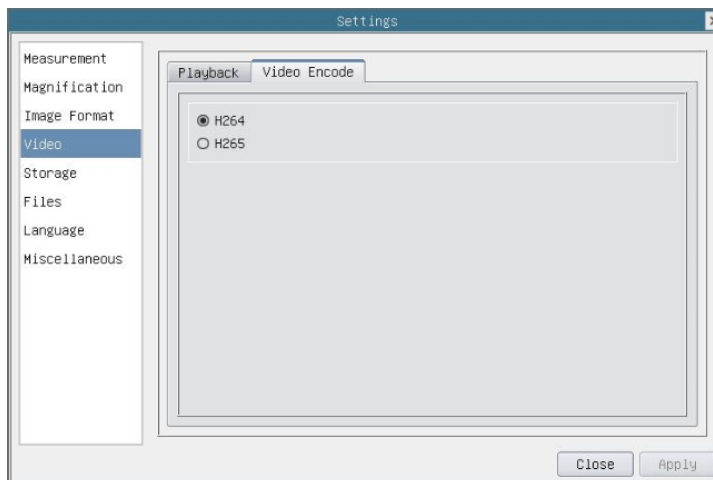 Settings
Measurement
Magnification
Image Format
Video
Storage
Files
Language
Miscellaneous
Playback
Video Encode
H264
H265
Close
Apply